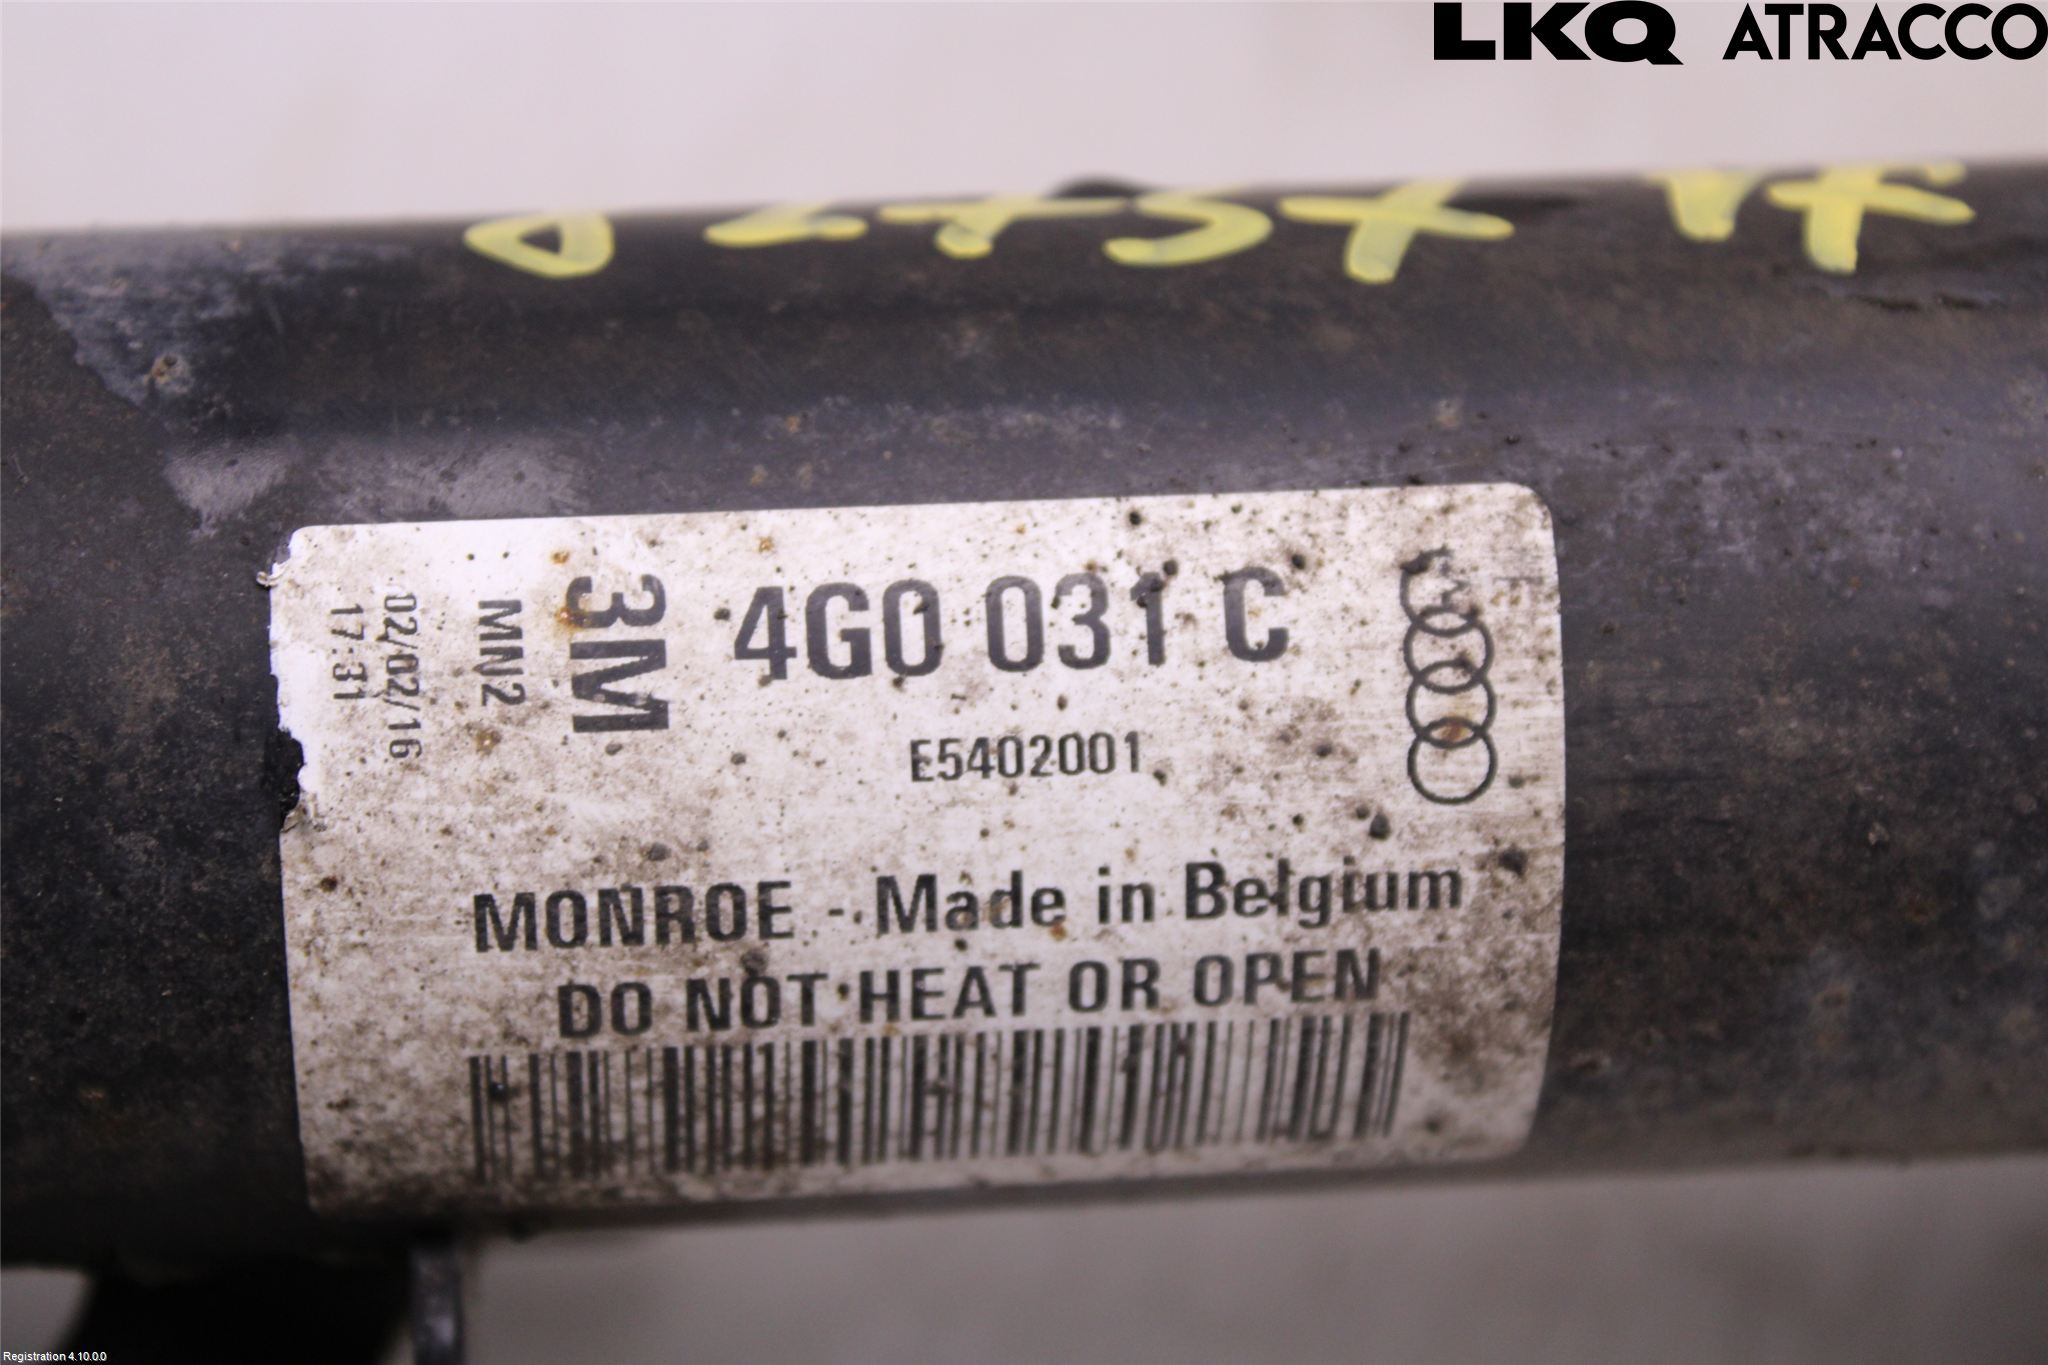 LKQ ATRACCO
3M
4G0 031 C
MN2
02/02/16
17:31
E5402001
MONROE - Made in Belgium
DO NOT HEAT OR OPEN
Registration 4.10.0.0